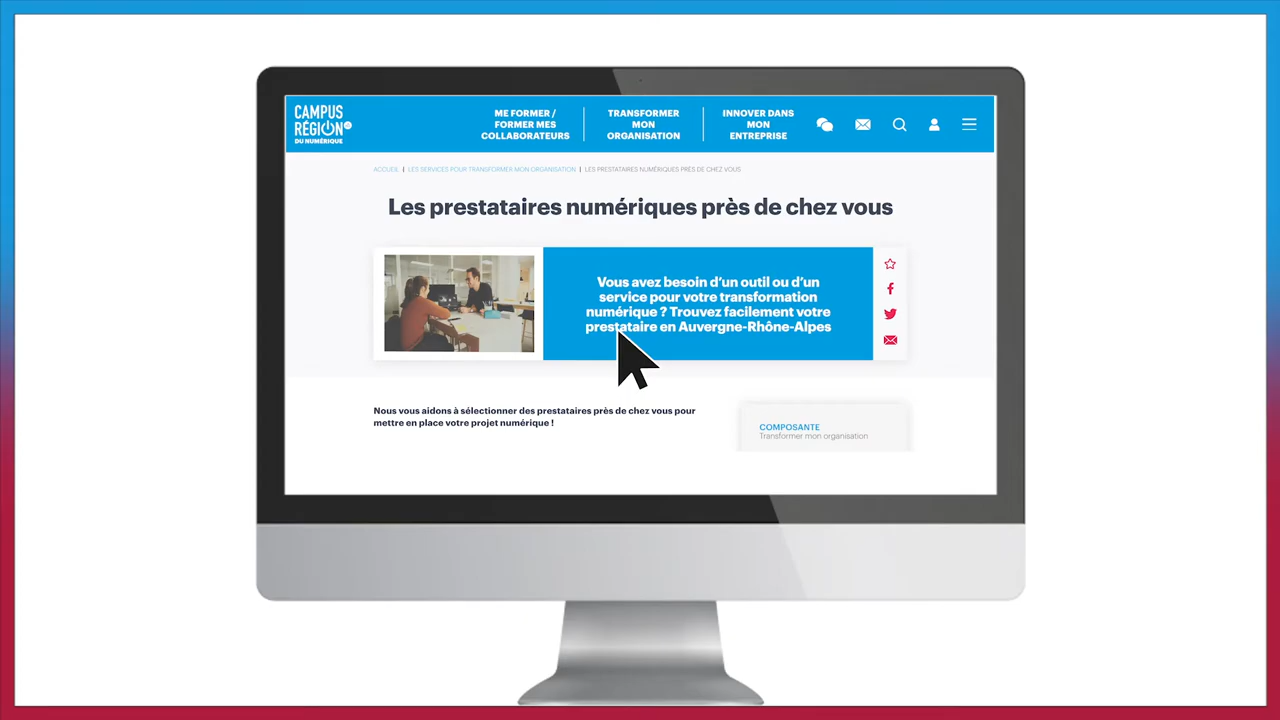 CAMPUS
RÉGION
DU NUMÉRIQUE
ME FORMER /
FORMER MES
COLLABORATEURS
TRANSFORMER
MON
ORGANISATION
INNOVER DANS
MON
ENTREPRISE
ACCUEIL | LES SERVICES POUR TRANSFORMER MON ORGANISATION | LES PRESTATAIRES NUMÉRIQUES PRÈS DE CHEZ VOUS
Les prestataires numériques près de chez vous
Vous avez besoin d'un outil ou d'un
service pour votre transformation
numérique ? Trouvez facilement votre
prestataire en Auvergne-Rhône-Alpes
Nous vous aidons à sélectionner des prestataires près de chez vous pour
mettre en place votre projet numérique !
COMPOSANTE
Transformer mon organisation